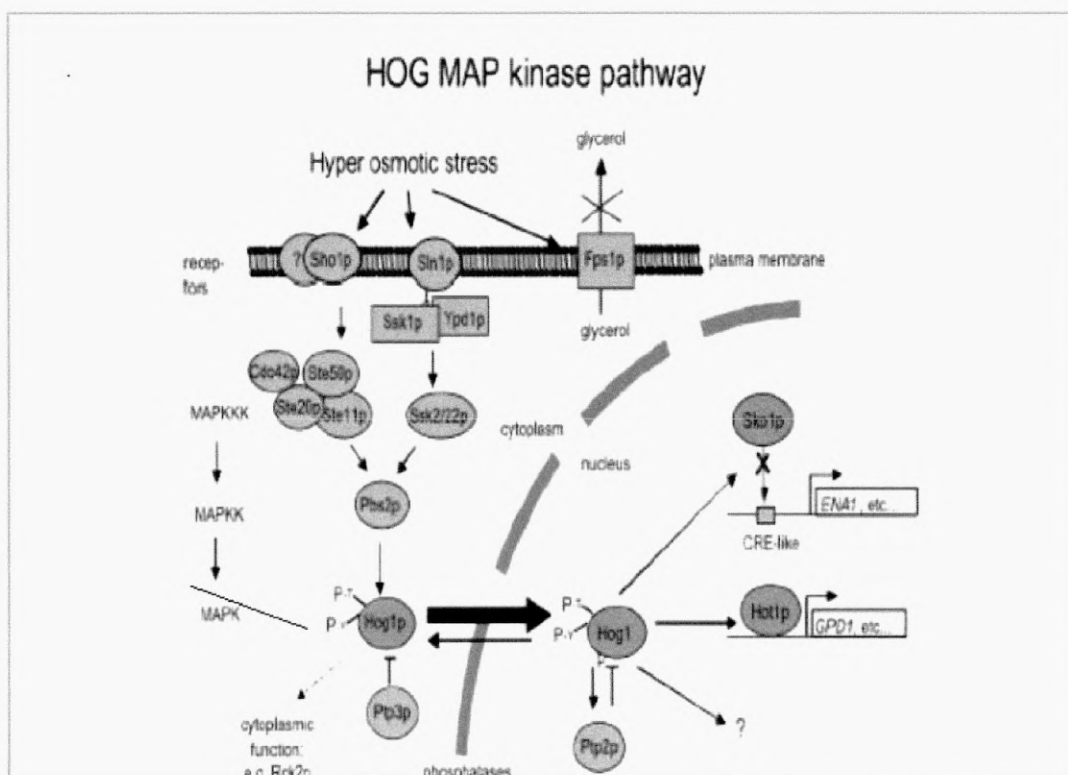 HOG MAP kinase pathway
glycerol
Hyper osmotic stress
recep-
tors
?
Sho1p
Sln1p
Fps1p
plasma membrane
Ssk1p
Ypd1p
glycerol
Cdc42p
Ste50p
Ste20p
Ste11p
Ssk2/22p
MAPKKK
cytoplasm
nucleus
Sko1p
ENA1, etc...
CRE-like
Pbs2p
MAPKK
MAPK
P-T
P-Y
Hog1p
P-T
P-Y
Hog1
Hot1p
GPD1, etc...
Ptp3p
Ptp2p
?
cytoplasmic
function:
e.g. Rck2p
phosphatases